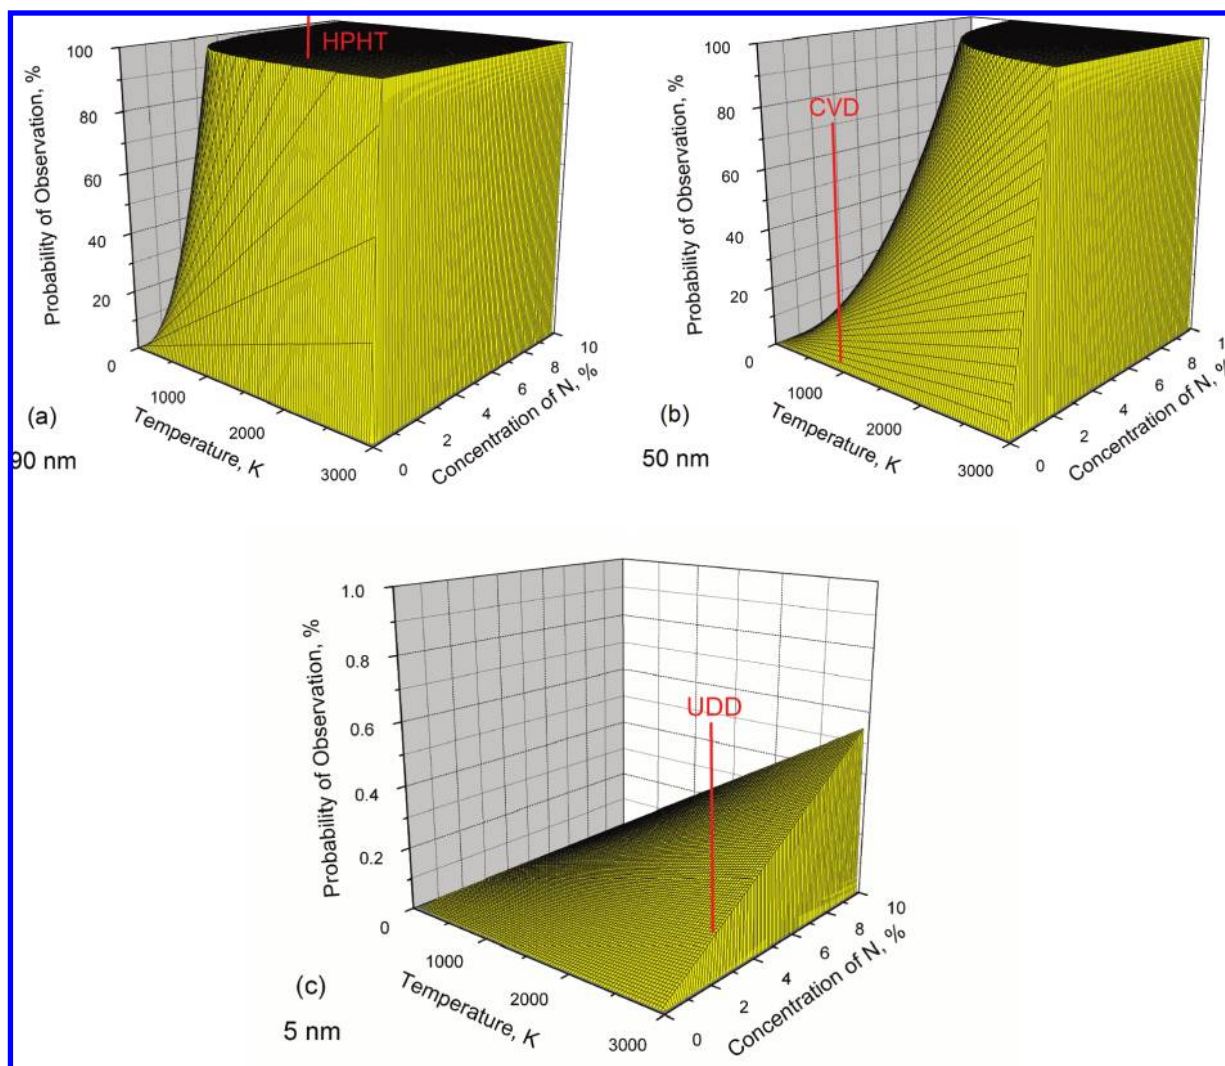 HPHT
100
80
60
40
20
0
Probability of Observation, %
1000
2000
3000
Temperature, K
0
2
4
6
8
10
Concentration of N, %
(a)
90 nm
CVD
100
80
60
40
20
0
Probability of Observation, %
1000
2000
3000
Temperature, K
0
2
4
6
8
Concentration of N, %
(b)
50 nm
UDD
1.0
0.8
0.6
0.4
0.2
0
Probability of Observation, %
1000
2000
3000
Temperature, K
0
2
4
6
8
10
Concentration of N, %
(c)
5 nm